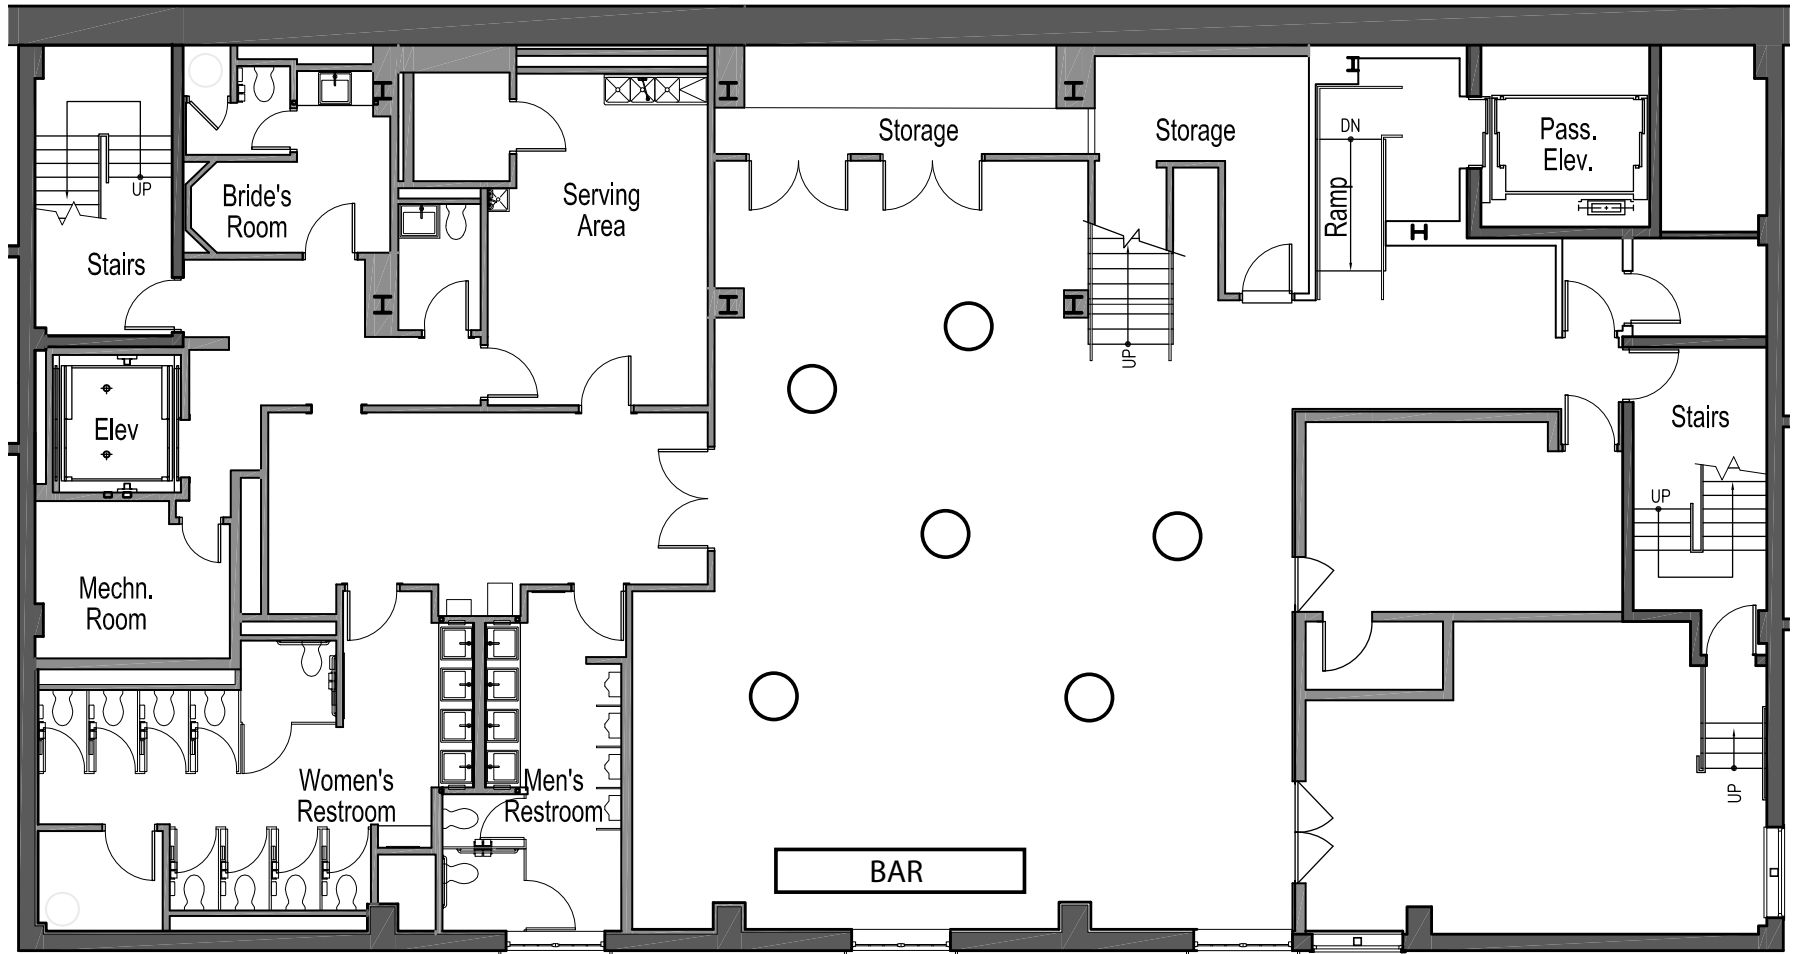 Storage
Storage
DN
Pass.
Elev.
UP
Bride's
Room
Serving
Area
Ramp
Stairs
UP
Elev
Stairs
UP
Mechn.
Room
Women's
Restroom
Men's
Restroom
UP
BAR